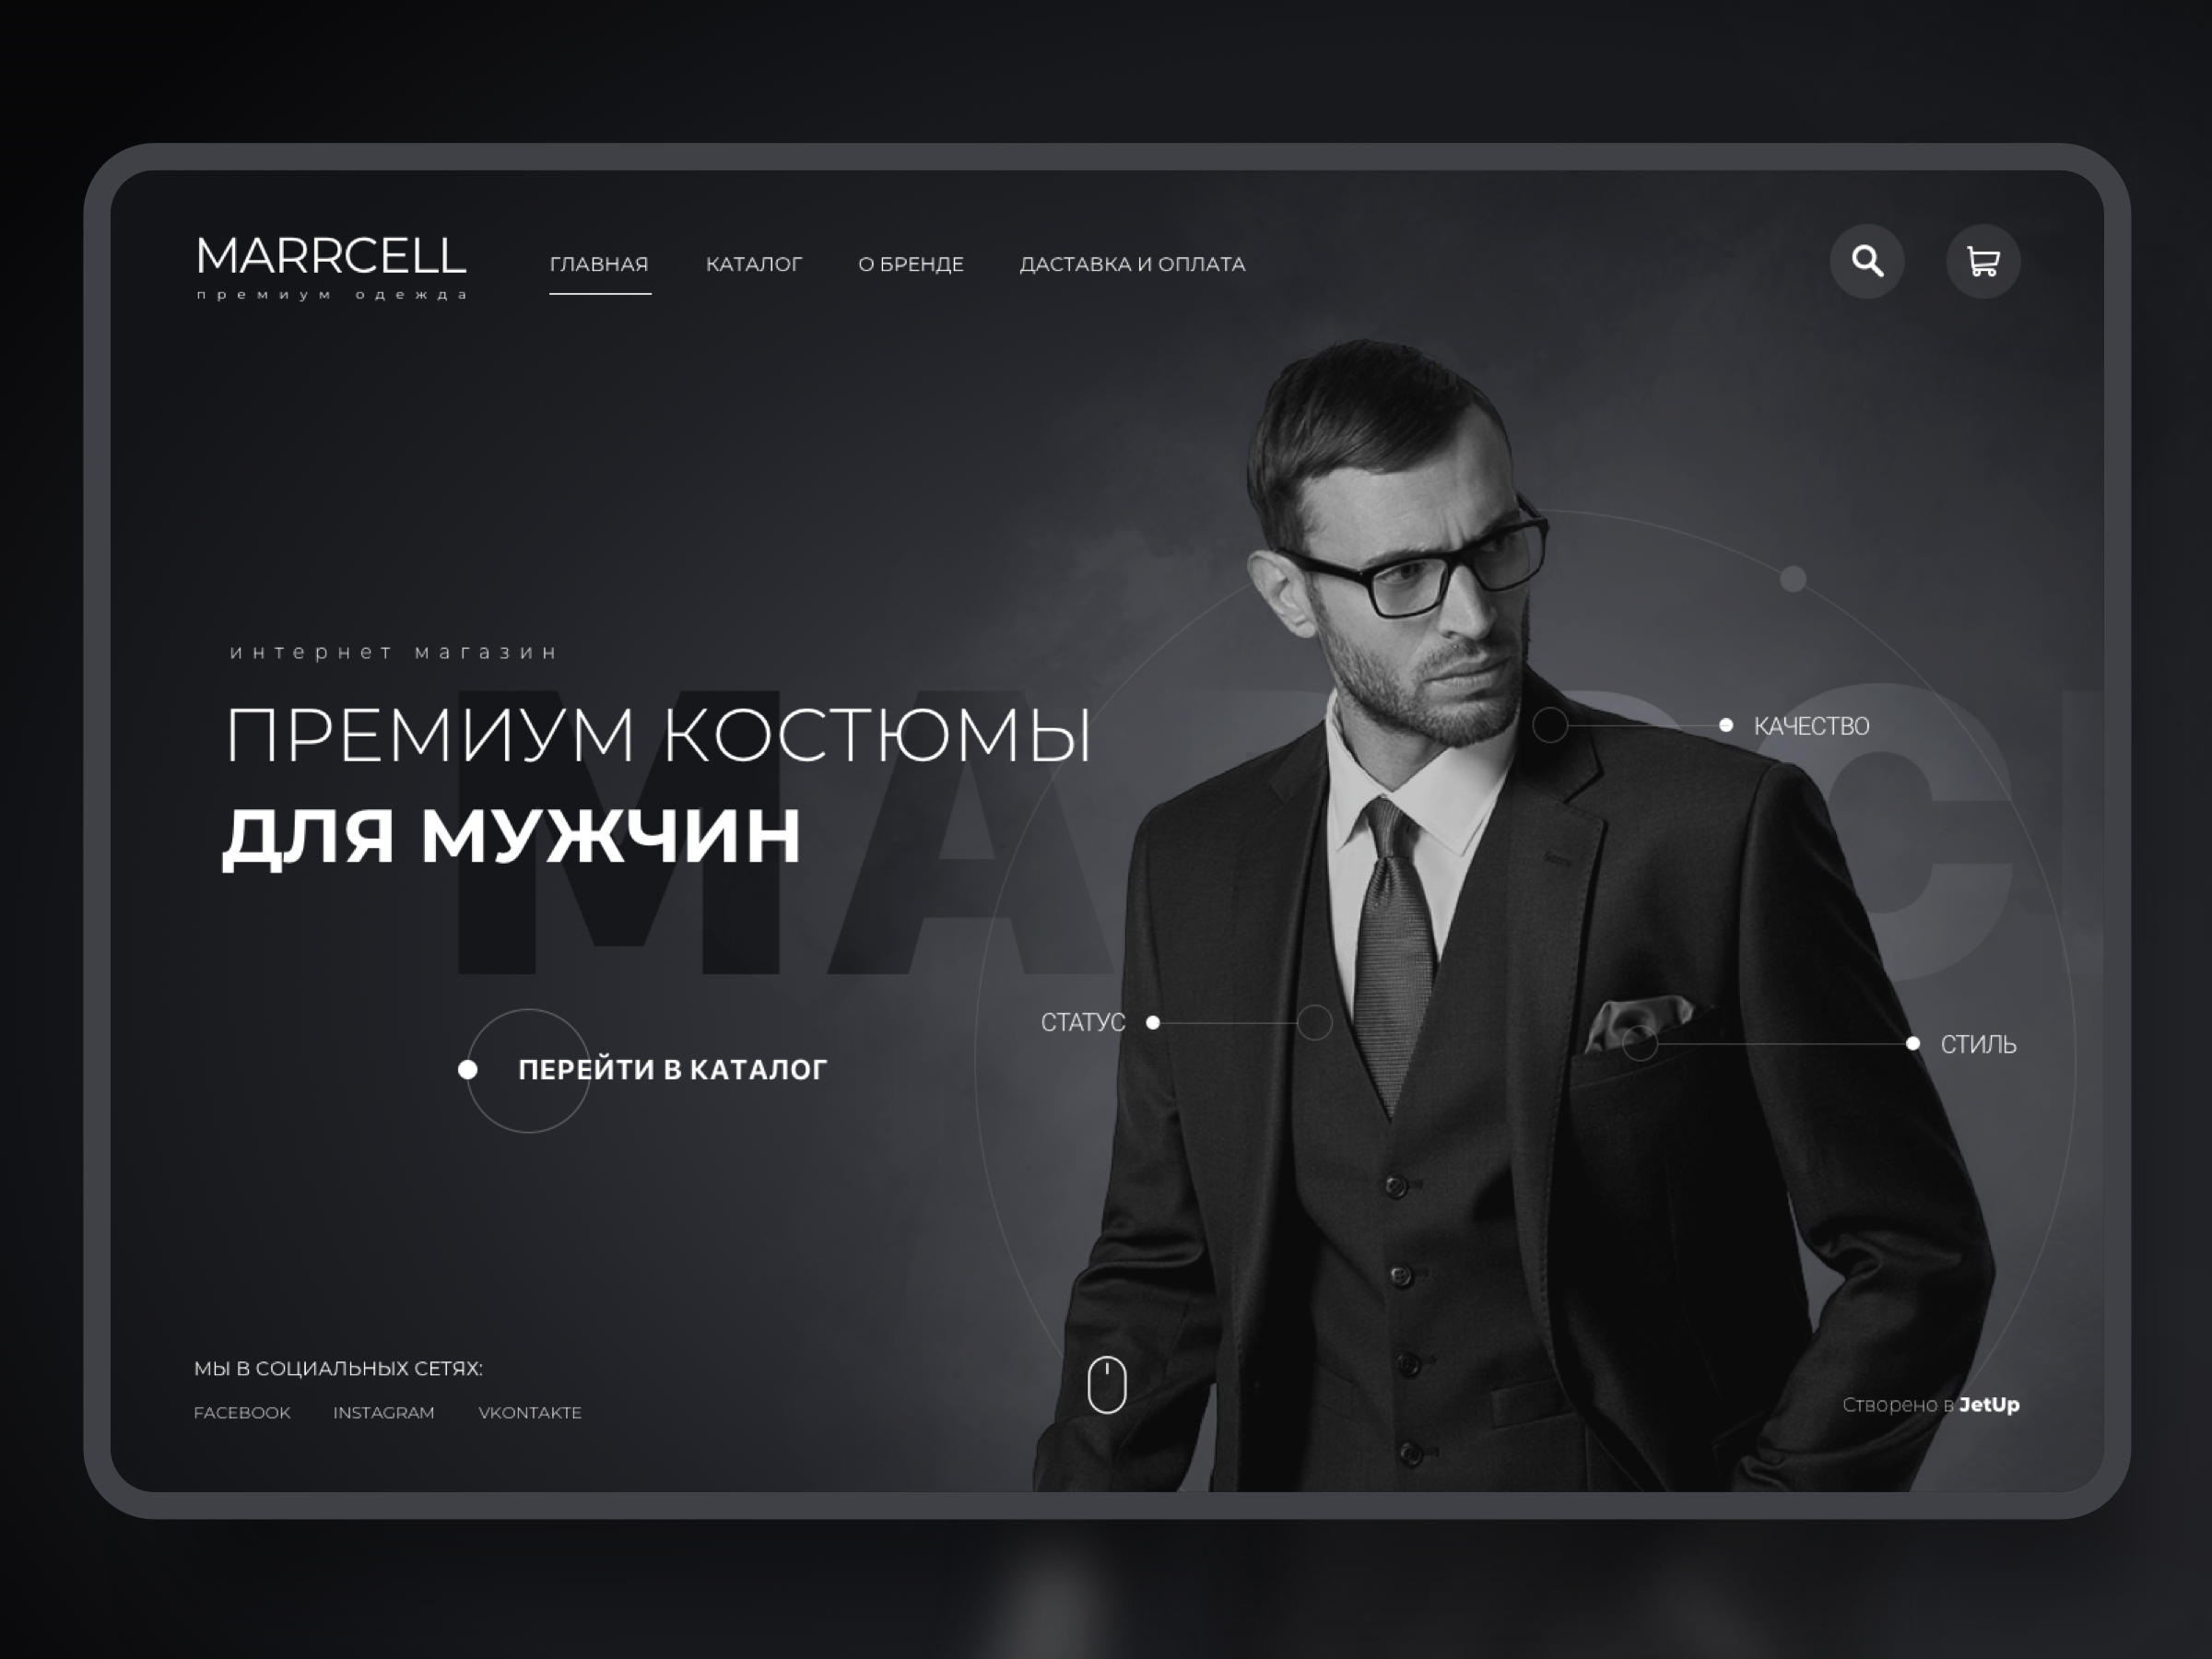 MARRCELL
премиум одежда
ГЛАВНАЯ КАТАЛОГ О БРЕНДЕ ДАСТАВКА И ОПЛАТА
интернет магазин
ПРЕМИУМ КОСТЮМЫ
ДЛЯ МУЖЧИН
КАЧЕСТВО
СТАТУС
СТИЛЬ
ПЕРЕЙТИ В КАТАЛОГ
МЫ В СОЦИАЛЬНЫХ СЕТЯХ:
FACEBOOK INSTAGRAM VKONTAKTE
Створено в JetUp